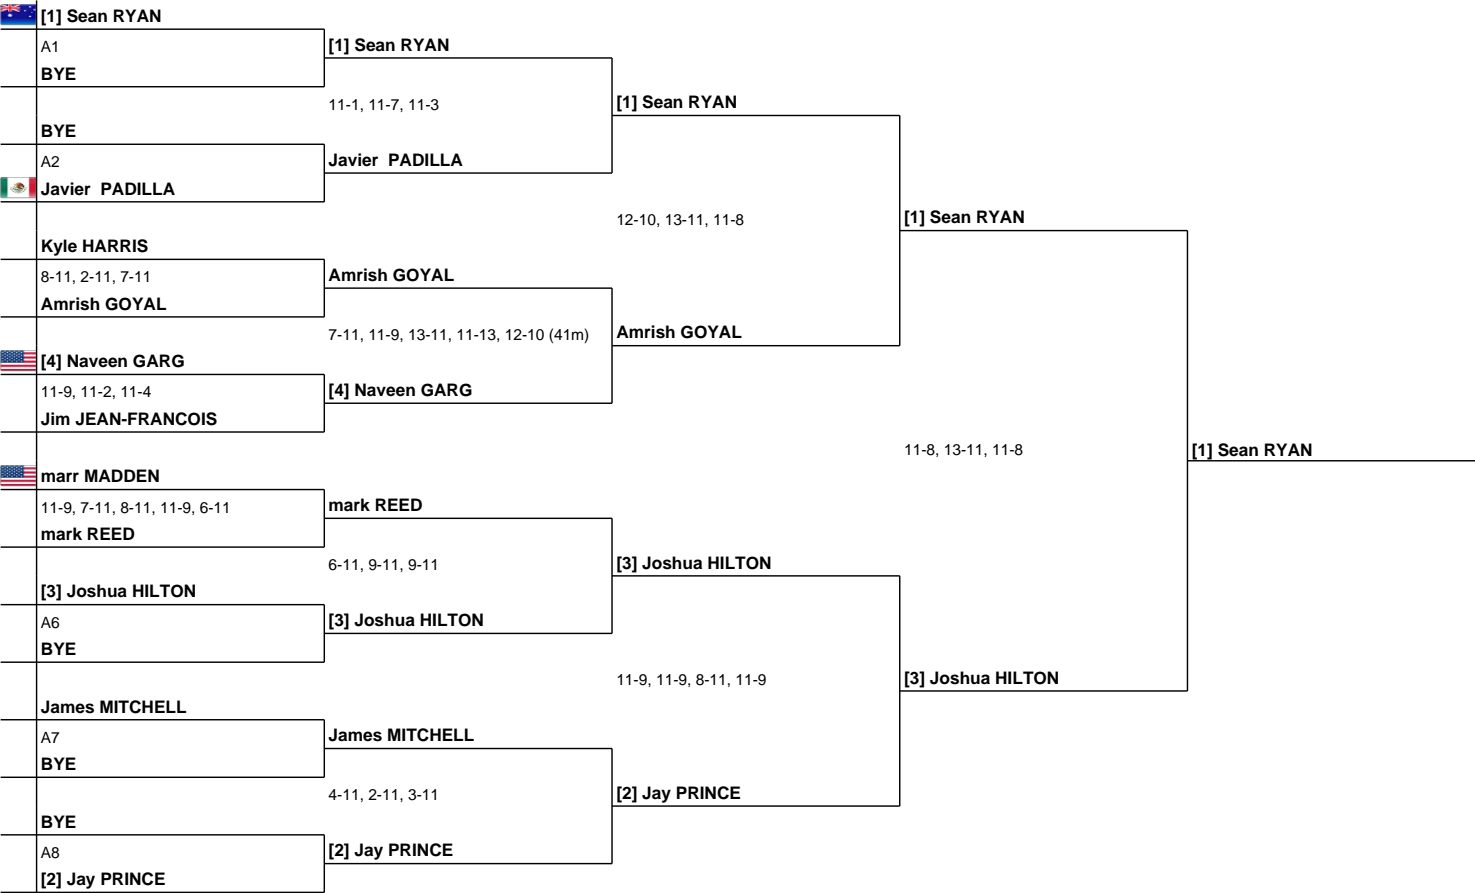 [1] Sean RYAN
A1
BYE
BYE
A2
Javier  PADILLA
Kyle HARRIS
8-11, 2-11, 7-11
Amrish GOYAL
[4] Naveen GARG
11-9, 11-2, 11-4
Jim JEAN-FRANCOIS
marr MADDEN
11-9, 7-11, 8-11, 11-9, 6-11
mark REED
[3] Joshua HILTON
A6
BYE
James MITCHELL
A7
BYE
BYE
A8
[2] Jay PRINCE
[1] Sean RYAN
11-1, 11-7, 11-3
Javier  PADILLA
Amrish GOYAL
7-11, 11-9, 13-11, 11-13, 12-10 (41m)
[4] Naveen GARG
mark REED
6-11, 9-11, 9-11
[3] Joshua HILTON
James MITCHELL
4-11, 2-11, 3-11
[2] Jay PRINCE
[1] Sean RYAN
12-10, 13-11, 11-8
Amrish GOYAL
[3] Joshua HILTON
11-9, 11-9, 8-11, 11-9
[2] Jay PRINCE
[1] Sean RYAN
11-8, 13-11, 11-8
[3] Joshua HILTON
[1] Sean RYAN